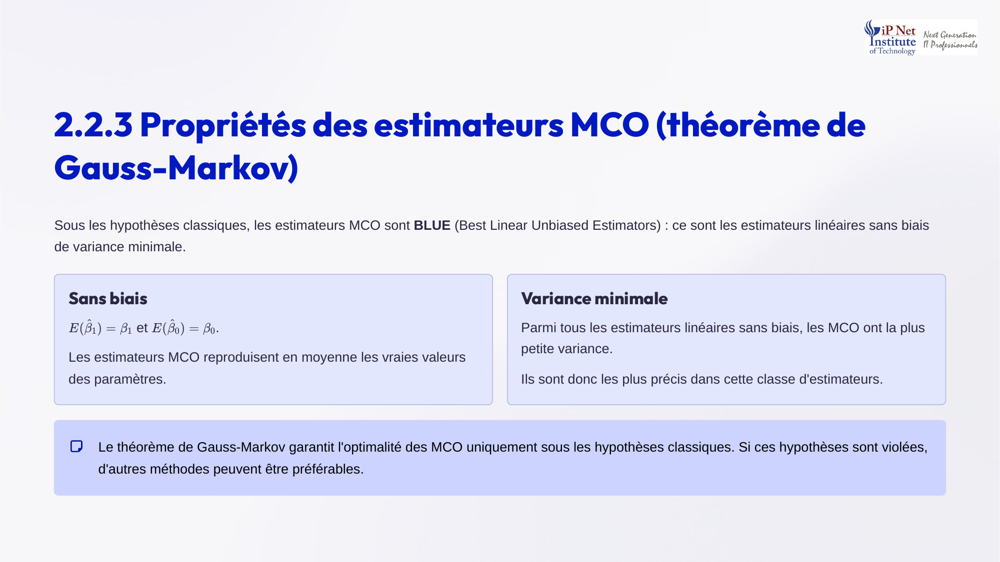 iP Net
Institute
of Technology
Next Generation
IT Professionnels
2.2.3 Propriétés des estimateurs MCO (théorème de
Gauss-Markov)
Sous les hypothèses classiques, les estimateurs MCO sont BLUE (Best Linear Unbiased Estimators) : ce sont les estimateurs linéaires sans biais
de variance minimale.
Sans biais
E(β̂₁) = β₁ et E(β̂₀) = β₀.
Les estimateurs MCO reproduisent en moyenne les vraies valeurs
des paramètres.
Variance minimale
Parmi tous les estimateurs linéaires sans biais, les MCO ont la plus
petite variance.
Ils sont donc les plus précis dans cette classe d'estimateurs.
Le théorème de Gauss-Markov garantit l'optimalité des MCO uniquement sous les hypothèses classiques. Si ces hypothèses sont violées,
d'autres méthodes peuvent être préférables.